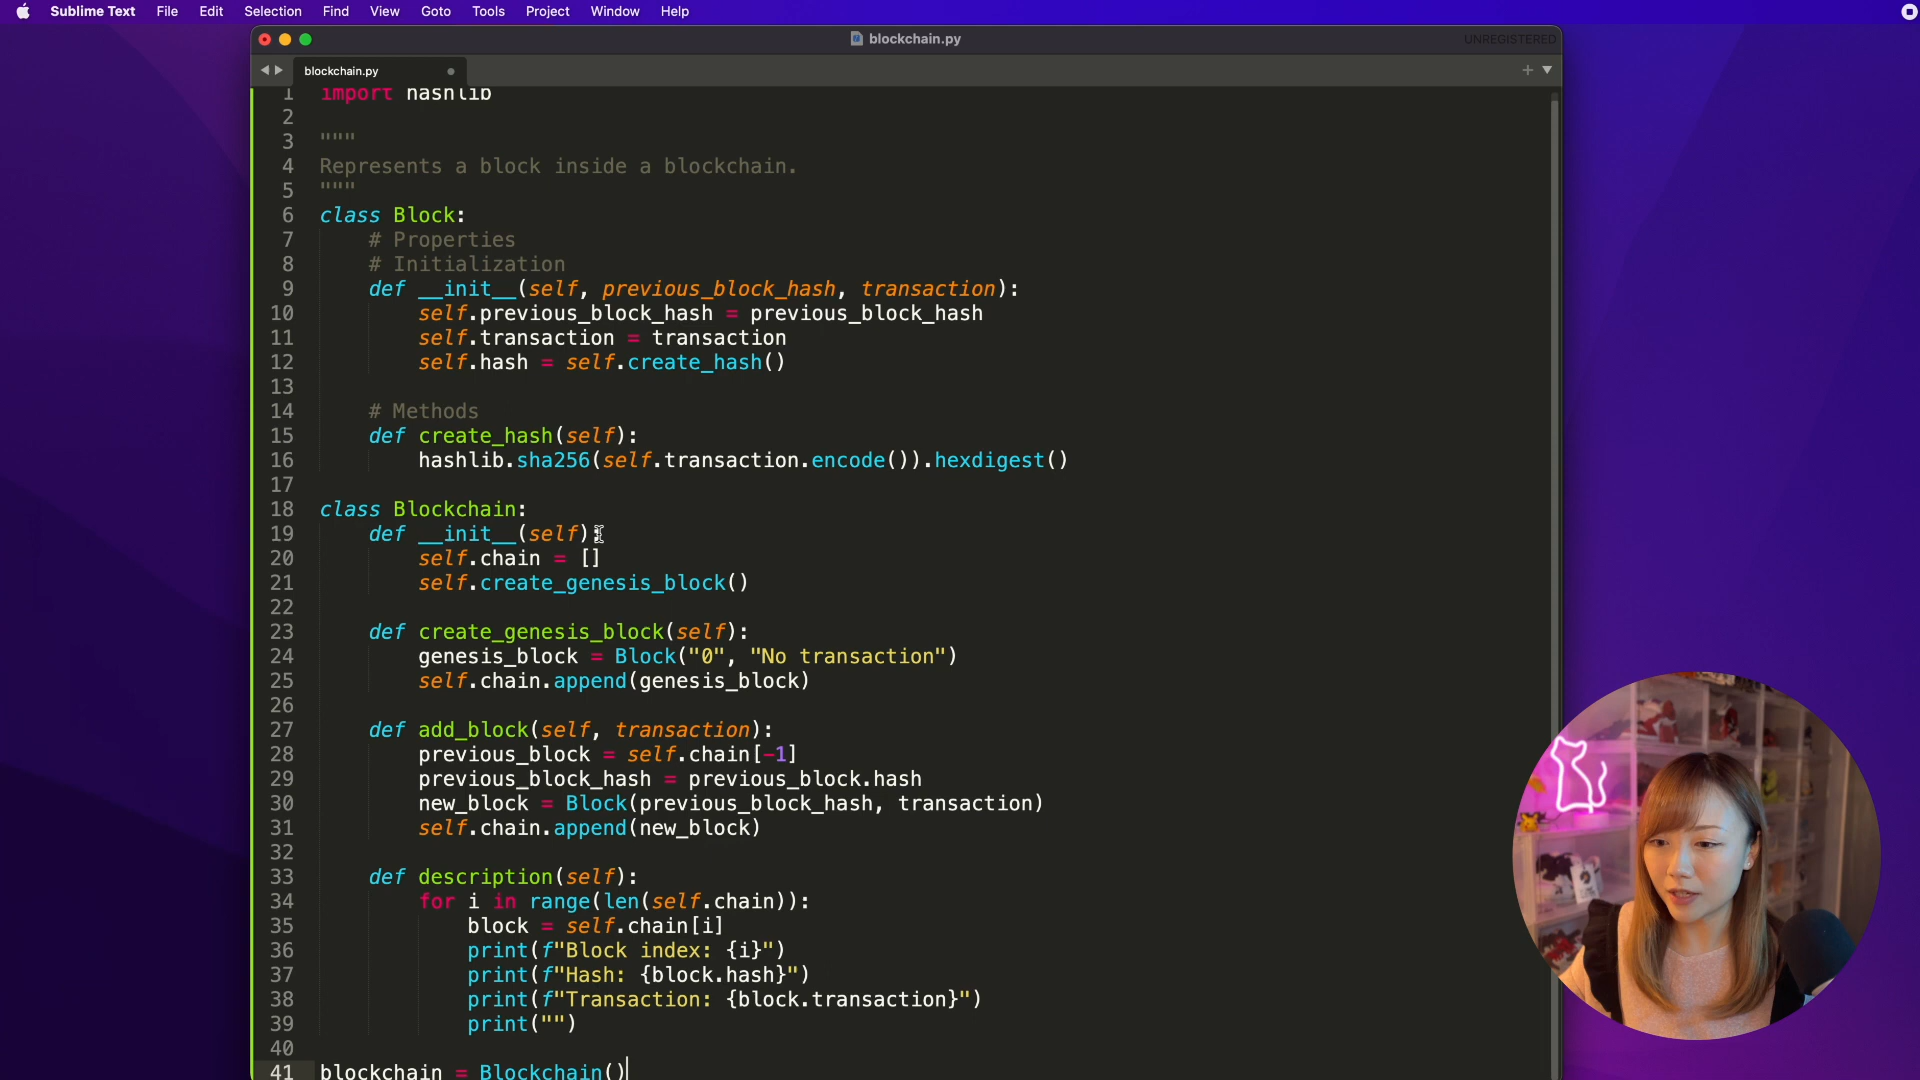 Sublime Text File Edit Selection Find View Goto Tools Project Window Help
blockchain.py UNREGISTERED
blockchain.py
1 import hashlib
2
3 """
4 Represents a block inside a blockchain.
5 """
6 class Block:
7     # Properties
8     # Initialization
9     def __init__(self, previous_block_hash, transaction):
10         self.previous_block_hash = previous_block_hash
11         self.transaction = transaction
12         self.hash = self.create_hash()
13
14     # Methods
15     def create_hash(self):
16         hashlib.sha256(self.transaction.encode()).hexdigest()
17
18 class Blockchain:
19     def __init__(self):
20         self.chain = []
21         self.create_genesis_block()
22
23     def create_genesis_block(self):
24         genesis_block = Block("0", "No transaction")
25         self.chain.append(genesis_block)
26
27     def add_block(self, transaction):
28         previous_block = self.chain[-1]
29         previous_block_hash = previous_block.hash
30         new_block = Block(previous_block_hash, transaction)
31         self.chain.append(new_block)
32
33     def description(self):
34         for i in range(len(self.chain)):
35             block = self.chain[i]
36             print(f"Block index: {i}")
37             print(f"Hash: {block.hash}")
38             print(f"Transaction: {block.transaction}")
39             print("")
40
41 blockchain = Blockchain()